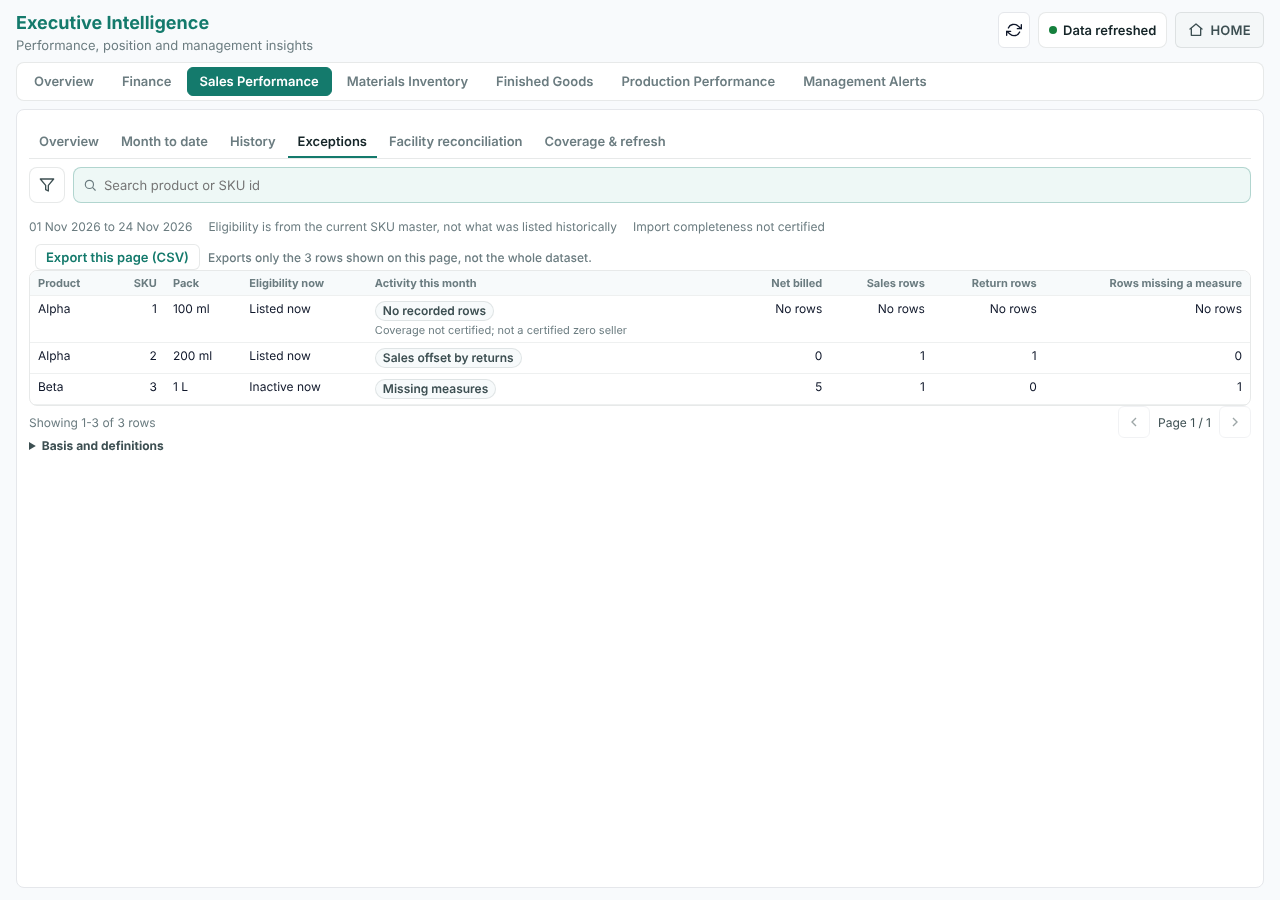 Executive Intelligence
Performance, position and management insights
Data refreshed
HOME
Overview Finance Sales Performance Materials Inventory Finished Goods Production Performance Management Alerts
Overview Month to date History Exceptions Facility reconciliation Coverage & refresh
Search product or SKU id
01 Nov 2026 to 24 Nov 2026 Eligibility is from the current SKU master, not what was listed historically Import completeness not certified
Export this page (CSV) Exports only the 3 rows shown on this page, not the whole dataset.
Product SKU Pack Eligibility now Activity this month Net billed Sales rows Return rows Rows missing a measure
Alpha 1 100 ml Listed now No recorded rows No rows No rows No rows No rows
Coverage not certified; not a certified zero seller
Alpha 2 200 ml Listed now Sales offset by returns 0 1 1 0
Beta 3 1 L Inactive now Missing measures 5 1 0 1
Showing 1-3 of 3 rows Page 1 / 1
Basis and definitions